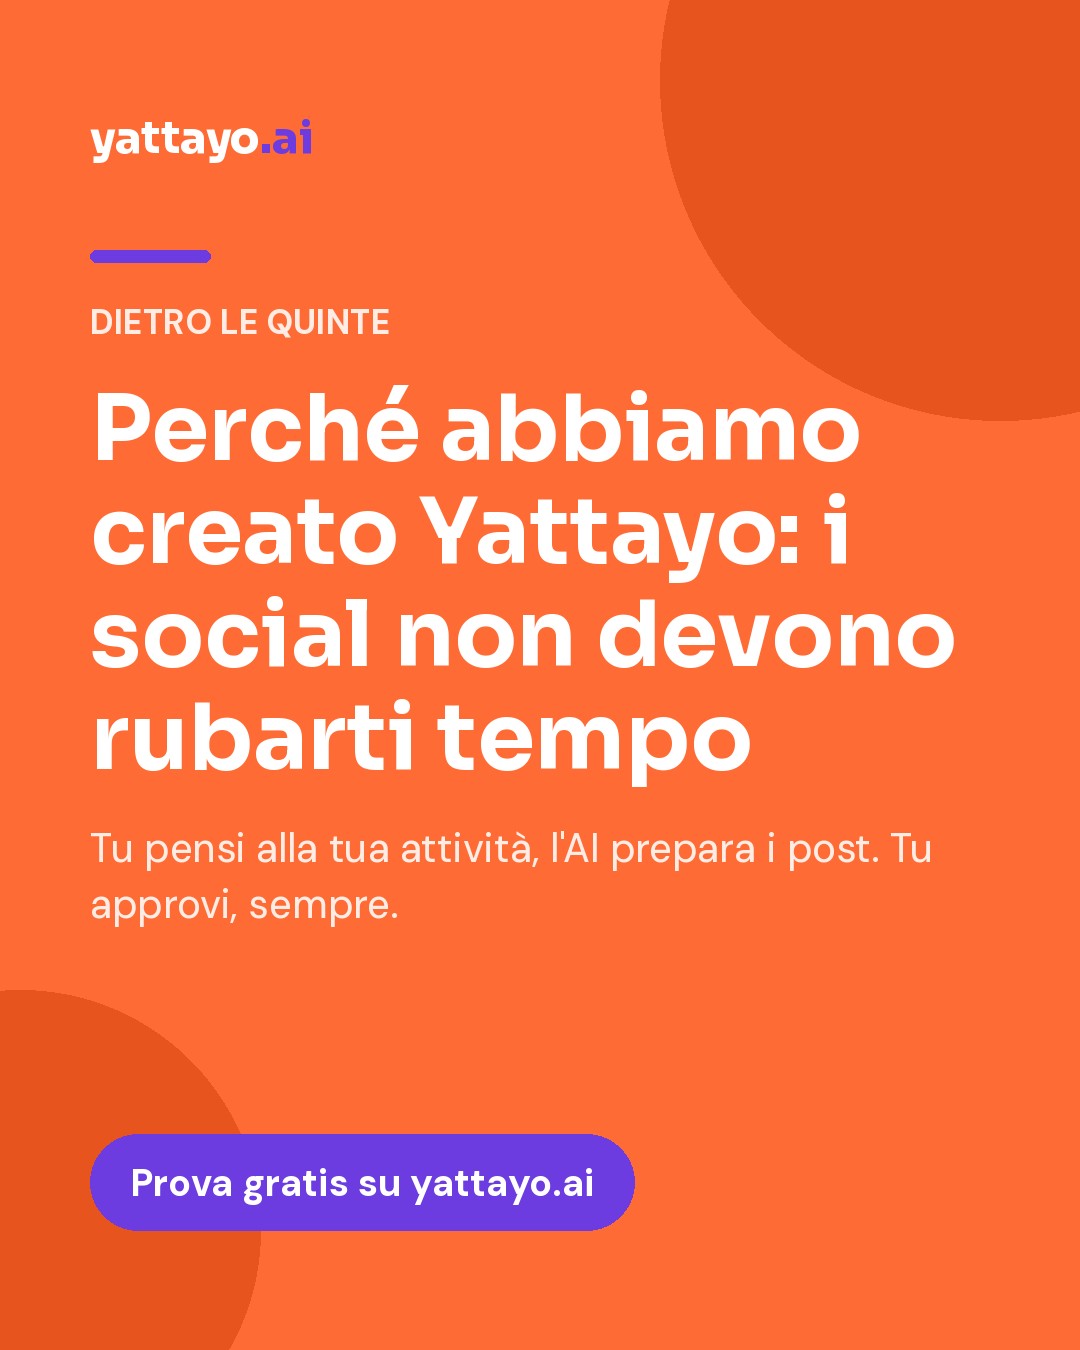 yattayo.ai
DIETRO LE QUINTE
Perché abbiamo
creato Yattayo: i
social non devono
rubarti tempo
Tu pensi alla tua attività, l'AI prepara i post. Tu
approvi, sempre.
Prova gratis su yattayo.ai